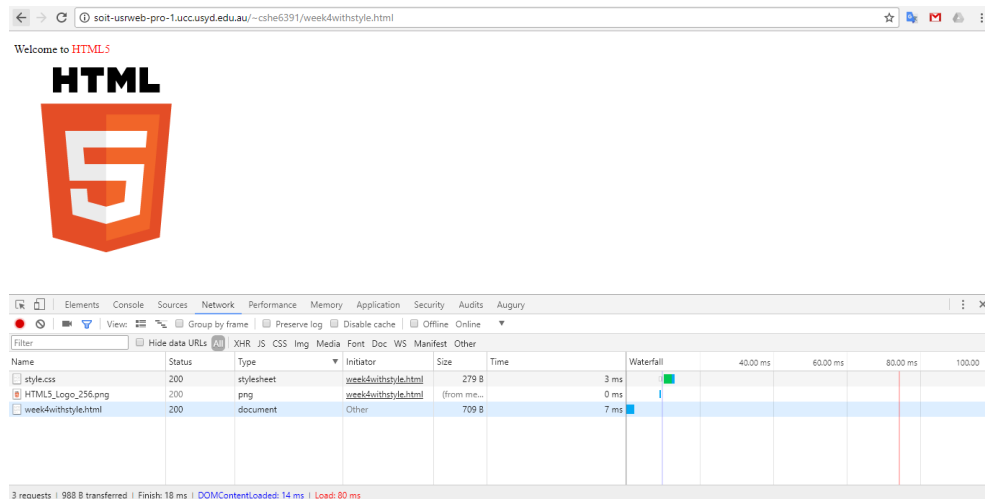 soit-usrweb-pro-1.ucc.usyd.edu.au/~cshe6391/week4withstyle.html
Welcome to HTML5
HTML
5
Elements Console Sources Network Performance Memory Application Security Audits Augury
View: Group by frame Preserve log Disable cache Offline Online
Filter Hide data URLs All XHR JS CSS Img Media Font Doc WS Manifest Other
Name Status Type Initiator Size Time Waterfall 40.00 ms 60.00 ms 80.00 ms 100.00
style.css 200 stylesheet week4withstyle.html 279 B 3 ms
HTML5_Logo_256.png 200 png week4withstyle.html (from me... 0 ms
week4withstyle.html 200 document Other 709 B 7 ms
3 requests | 988 B transferred | Finish: 18 ms | DOMContentLoaded: 14 ms | Load: 80 ms